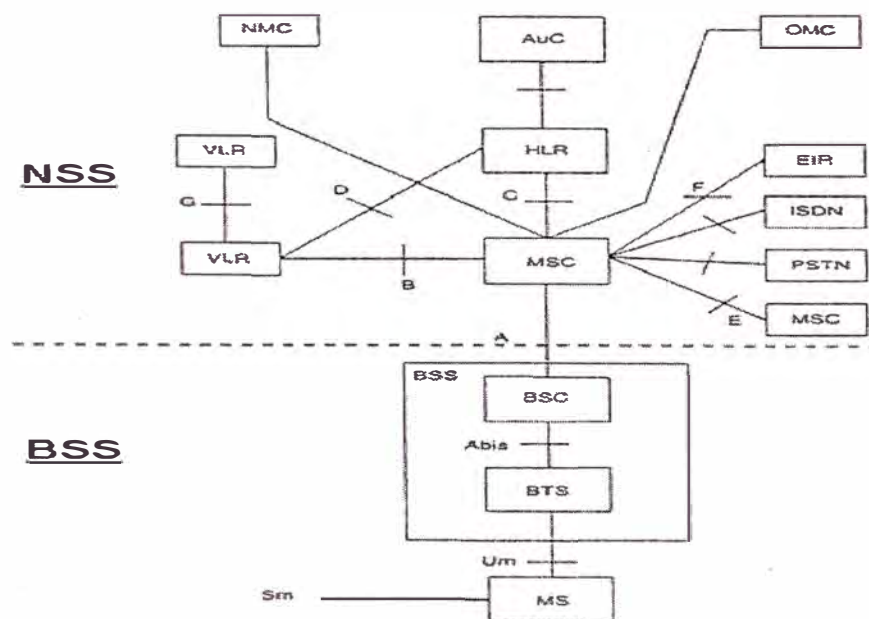 NMC
AuC
OMC
VLR
HLR
EIR
NSS
D
C
F
G
ISDN
VLR
MSC
PSTN
B
E
MSC
A
BSS
BSC
BSS
Abis
BTS
Um
Sm
MS